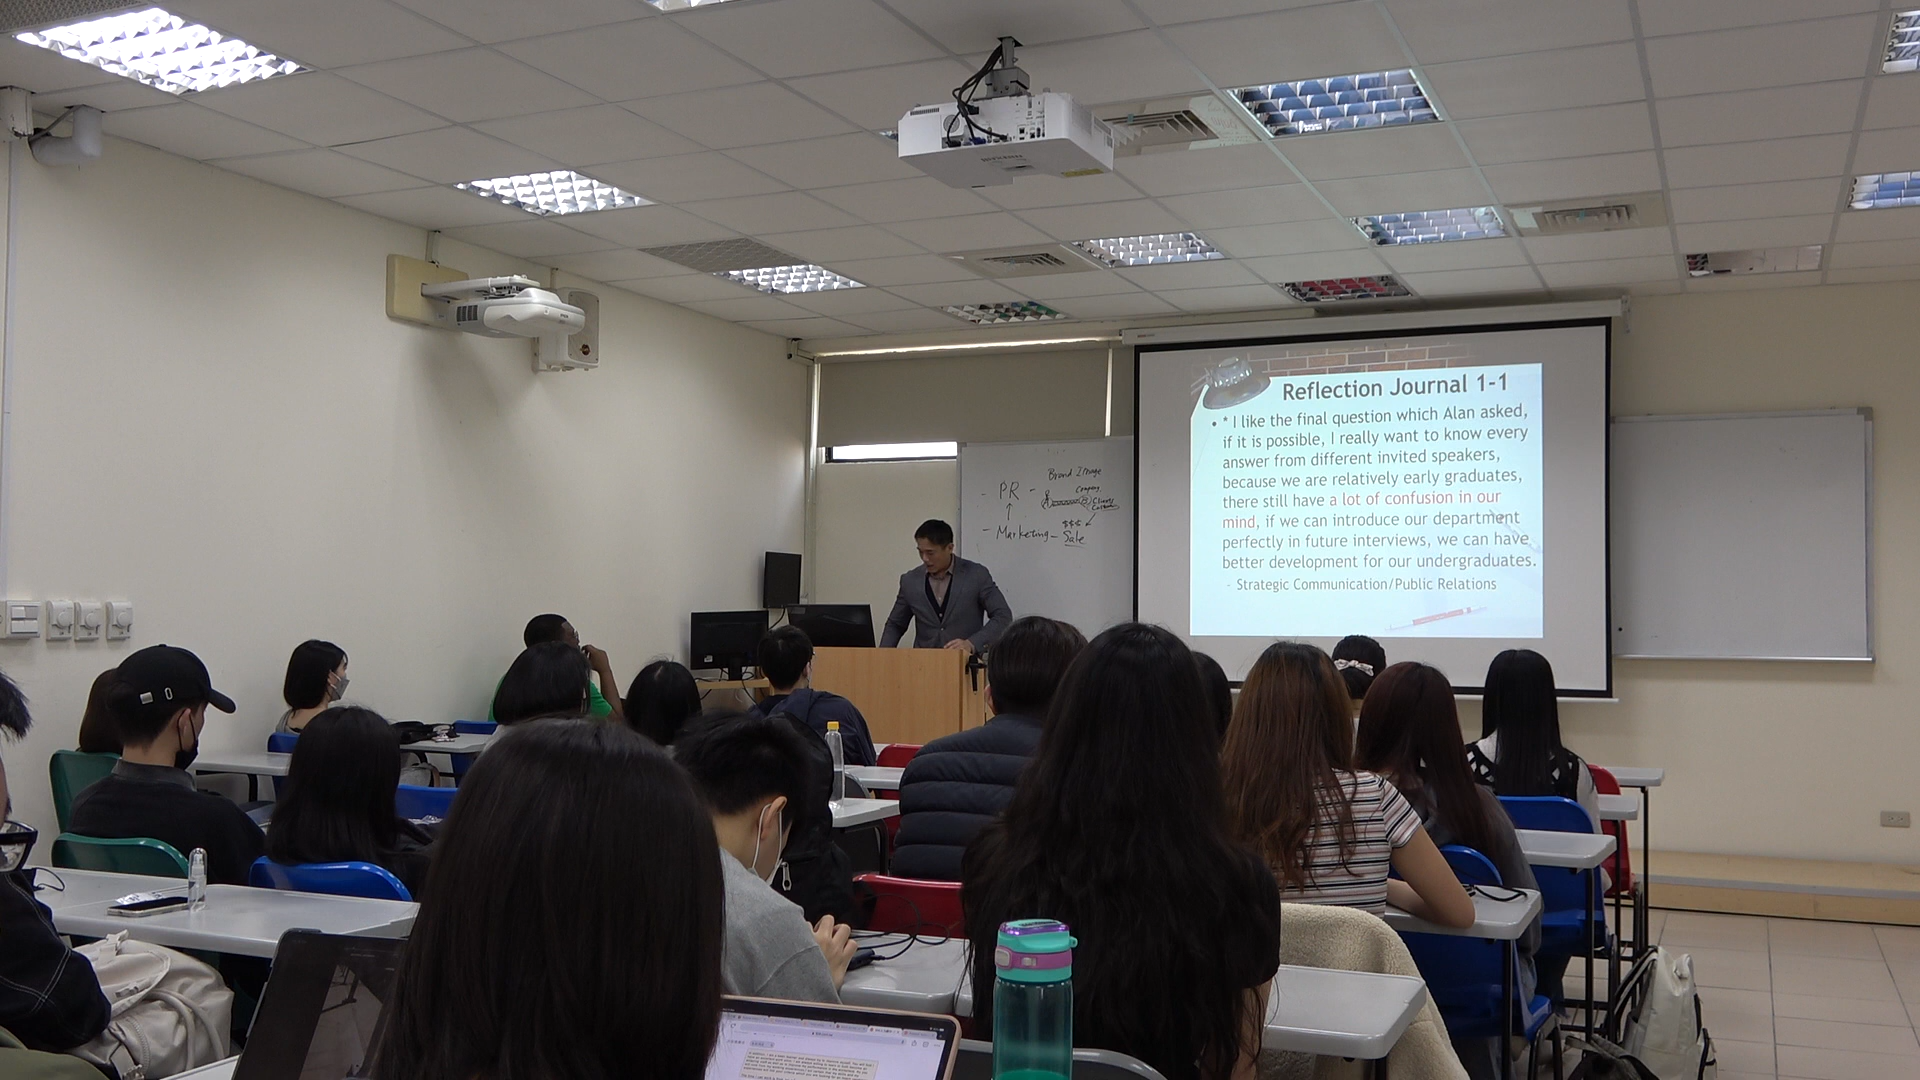 Reflection Journal 1-1
• * I like the final question which Alan asked,
if it is possible, I really want to know every
answer from different invited speakers,
because we are relatively early graduates,
there still have a lot of confusion in our
mind, if we can introduce our department
perfectly in future interviews, we can have
better development for our undergraduates.
- Strategic Communication/Public Relations
Brand Image
- PR -
Company
$$$
- Marketing - Sale